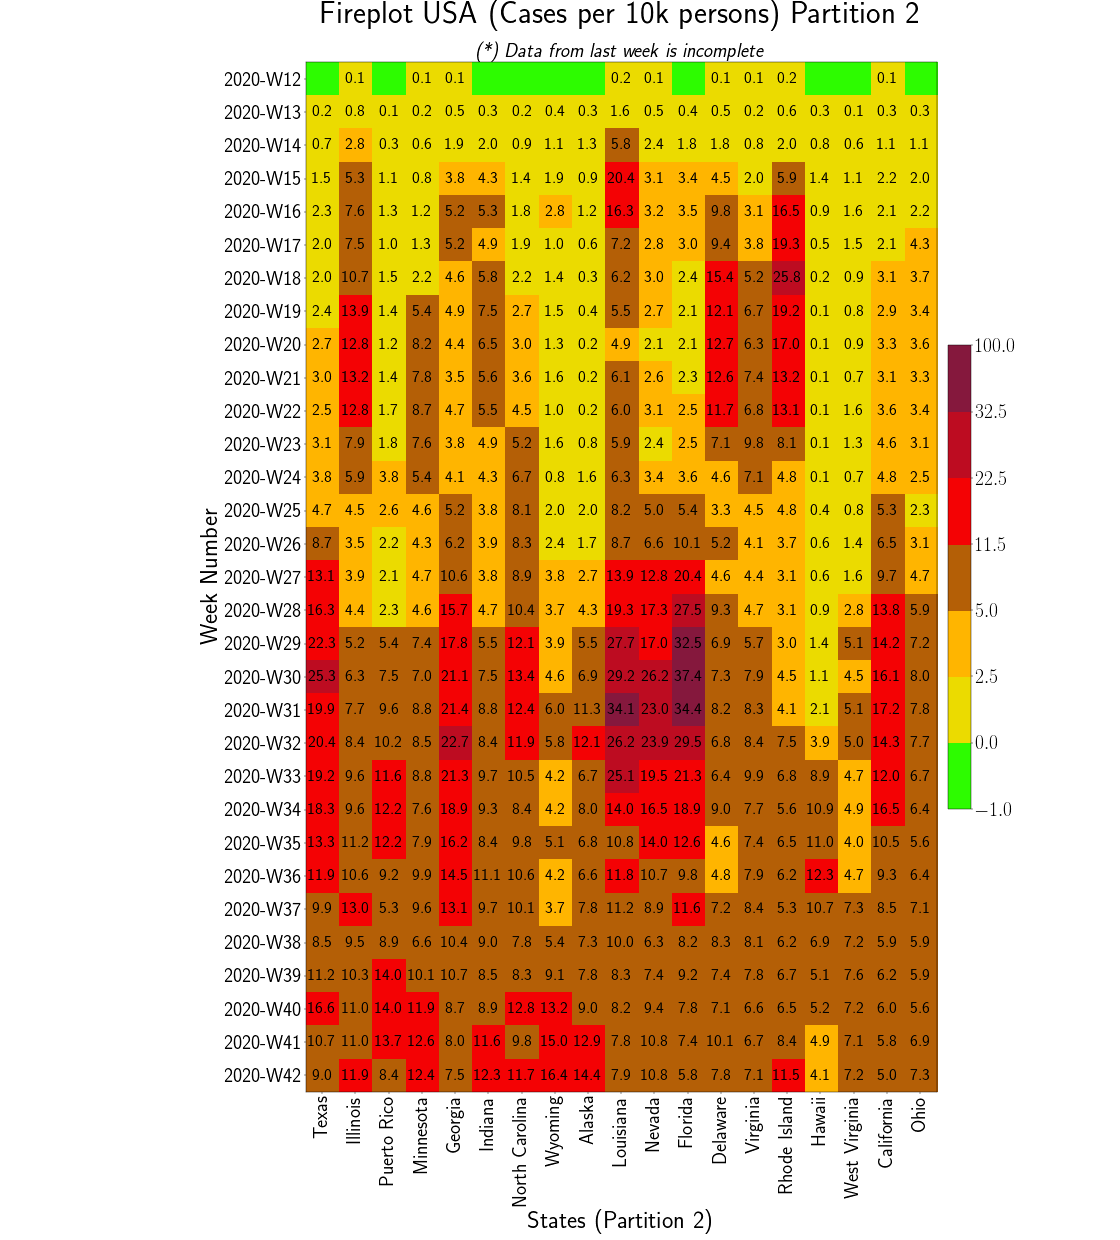 Fireplot USA (Cases per 10k persons) Partition 2
(*) Data from last week is incomplete
2020-W12 0.1 0.1 0.1 0.2 0.1 0.1 0.1 0.2 0.1
2020-W13 0.2 0.8 0.1 0.2 0.5 0.3 0.2 0.4 0.3 1.6 0.5 0.4 0.5 0.2 0.6 0.3 0.1 0.3 0.3
2020-W14 0.7 2.8 0.3 0.6 1.9 2.0 0.9 1.1 1.3 5.8 2.4 1.8 1.8 0.8 2.0 0.8 0.6 1.1 1.1
2020-W15 1.5 5.3 1.1 0.8 3.8 4.3 1.4 1.9 0.9 20.4 3.1 3.4 4.5 2.0 5.9 1.4 1.1 2.2 2.0
2020-W16 2.3 7.6 1.3 1.2 5.2 5.3 1.8 2.8 1.2 16.3 3.2 3.5 9.8 3.1 16.5 0.9 1.6 2.1 2.2
2020-W17 2.0 7.5 1.0 1.3 5.2 4.9 1.9 1.0 0.6 7.2 2.8 3.0 9.4 3.8 19.3 0.5 1.5 2.1 4.3
2020-W18 2.0 10.7 1.5 2.2 4.6 5.8 2.2 1.4 0.3 6.2 3.0 2.4 15.4 5.2 25.8 0.2 0.9 3.1 3.7
2020-W19 2.4 13.9 1.4 5.4 4.9 7.5 2.7 1.5 0.4 5.5 2.7 2.1 12.1 6.7 19.2 0.1 0.8 2.9 3.4
2020-W20 2.7 12.8 1.2 8.2 4.4 6.5 3.0 1.3 0.2 4.9 2.1 2.1 12.7 6.3 17.0 0.1 0.9 3.3 3.6
2020-W21 3.0 13.2 1.4 7.8 3.5 5.6 3.6 1.6 0.2 6.1 2.6 2.3 12.6 7.4 13.2 0.1 0.7 3.1 3.3
2020-W22 2.5 12.8 1.7 8.7 4.7 5.5 4.5 1.0 0.2 6.0 3.1 2.5 11.7 6.8 13.1 0.1 1.6 3.6 3.4
2020-W23 3.1 7.9 1.8 7.6 3.8 4.9 5.2 1.6 0.8 5.9 2.4 2.5 7.1 9.8 8.1 0.1 1.3 4.6 3.1
2020-W24 3.8 5.9 3.8 5.4 4.1 4.3 6.7 0.8 1.6 6.3 3.4 3.6 4.6 7.1 4.8 0.1 0.7 4.8 2.5
2020-W25 4.7 4.5 2.6 4.6 5.2 3.8 8.1 2.0 2.0 8.2 5.0 5.4 3.3 4.5 4.8 0.4 0.8 5.3 2.3
2020-W26 8.7 3.5 2.2 4.3 6.2 3.9 8.3 2.4 1.7 8.7 6.6 10.1 5.2 4.1 3.7 0.6 1.4 6.5 3.1
2020-W27 13.1 3.9 2.1 4.7 10.6 3.8 8.9 3.8 2.7 13.9 12.8 20.4 4.6 4.4 3.1 0.6 1.6 9.7 4.7
2020-W28 16.3 4.4 2.3 4.6 15.7 4.7 10.4 3.7 4.3 19.3 17.3 27.5 9.3 4.7 3.1 0.9 2.8 13.8 5.9
2020-W29 22.3 5.2 5.4 7.4 17.8 5.5 12.1 3.9 5.5 27.7 17.0 32.5 6.9 5.7 3.0 1.4 5.1 14.2 7.2
2020-W30 25.3 6.3 7.5 7.0 21.1 7.5 13.4 4.6 6.9 29.2 26.2 37.4 7.3 7.9 4.5 1.1 4.5 16.1 8.0
2020-W31 19.9 7.7 9.6 8.8 21.4 8.8 12.4 6.0 11.3 34.1 23.0 34.4 8.2 8.3 4.1 2.1 5.1 17.2 7.8
2020-W32 20.4 8.4 10.2 8.5 22.7 8.4 11.9 5.8 12.1 26.2 23.9 29.5 6.8 8.4 7.5 3.9 5.0 14.3 7.7
2020-W33 19.2 9.6 11.6 8.8 21.3 9.7 10.5 4.2 6.7 25.1 19.5 21.3 6.4 9.9 6.8 8.9 4.7 12.0 6.7
2020-W34 18.3 9.6 12.2 7.6 18.9 9.3 8.4 4.2 8.0 14.0 16.5 18.9 9.0 7.7 5.6 10.9 4.9 16.5 6.4
2020-W35 13.3 11.2 12.2 7.9 16.2 8.4 9.8 5.1 6.8 10.8 14.0 12.6 4.6 7.4 6.5 11.0 4.0 10.5 5.6
2020-W36 11.9 10.6 9.2 9.9 14.5 11.1 10.6 4.2 6.6 11.8 10.7 9.8 4.8 7.9 6.2 12.3 4.7 9.3 6.4
2020-W37 9.9 13.0 5.3 9.6 13.1 9.7 10.1 3.7 7.8 11.2 8.9 11.6 7.2 8.4 5.3 10.7 7.3 8.5 7.1
2020-W38 8.5 9.5 8.9 6.6 10.4 9.0 7.8 5.4 7.3 10.0 6.3 8.2 8.3 8.1 6.2 6.9 7.2 5.9 5.9
2020-W39 11.2 10.3 14.0 10.1 10.7 8.5 8.3 9.1 7.8 8.3 7.4 9.2 7.4 7.8 6.7 5.1 7.6 6.2 5.9
2020-W40 16.6 11.0 14.0 11.9 8.7 8.9 12.8 13.2 9.0 8.2 9.4 7.8 7.1 6.6 6.5 5.2 7.2 6.0 5.6
2020-W41 10.7 11.0 13.7 12.6 8.0 11.6 9.8 15.0 12.9 7.8 10.8 7.4 10.1 6.7 8.4 4.9 7.1 5.8 6.9
2020-W42 9.0 11.9 8.4 12.4 7.5 12.3 11.7 16.4 14.4 7.9 10.8 5.8 7.8 7.1 11.5 4.1 7.2 5.0 7.3
Week Number
Texas
Illinois
Puerto Rico
Minnesota
Georgia
Indiana
North Carolina
Wyoming
Alaska
Louisiana
Nevada
Florida
Delaware
Virginia
Rhode Island
Hawaii
West Virginia
California
Ohio
States (Partition 2)
100.0
32.5
22.5
11.5
5.0
2.5
0.0
−1.0